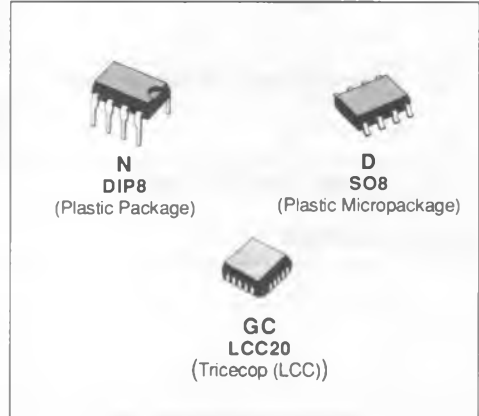 N
DIP8
(Plastic Package)
D
SO8
(Plastic Micropackage)
GC
LCC20
(Tricecop (LCC))